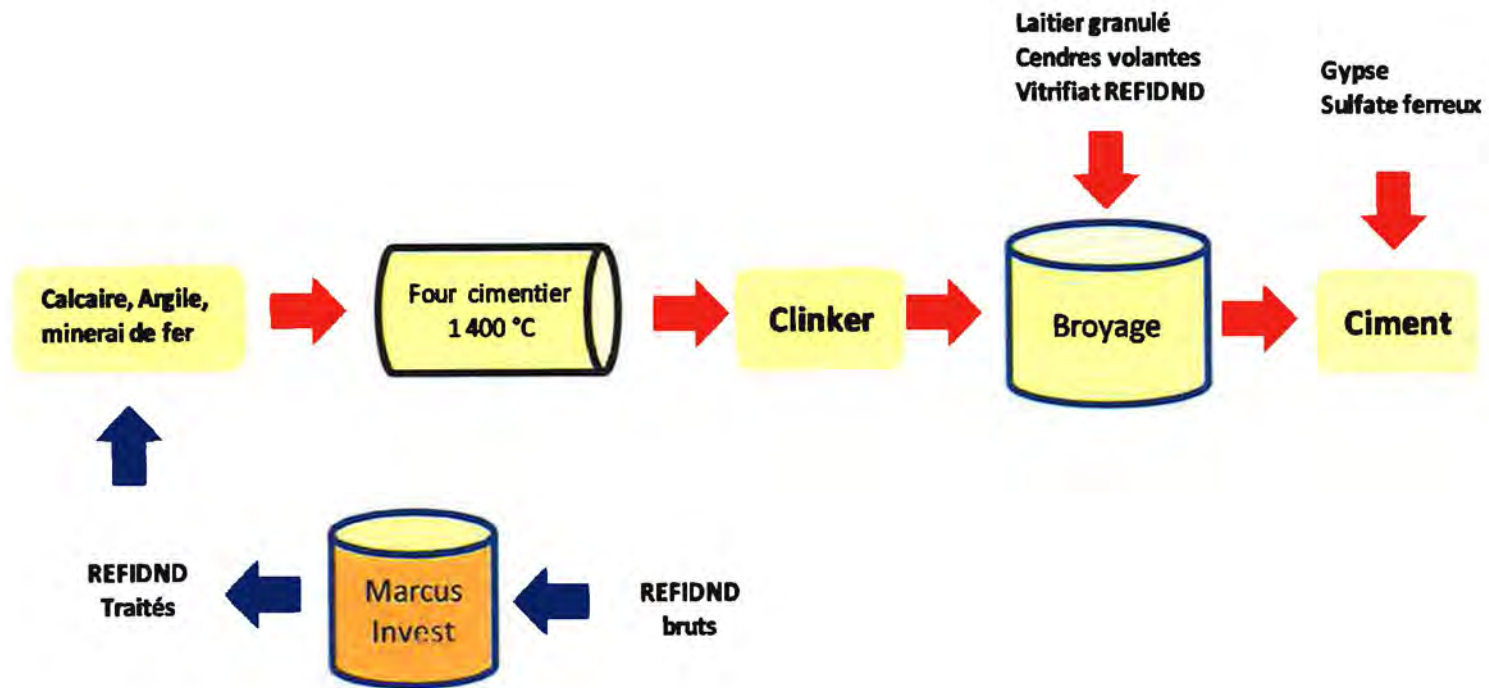 Laitier granulé
Cendres volantes
Vitrifiat REFIDND
Gypse
Sulfate ferreux
Calcaire, Argile,
minerai de fer
Four cimentier
1 400 °C
Clinker
Broyage
Ciment
REFIDND
Traités
Marcus
Invest
REFIDND
bruts